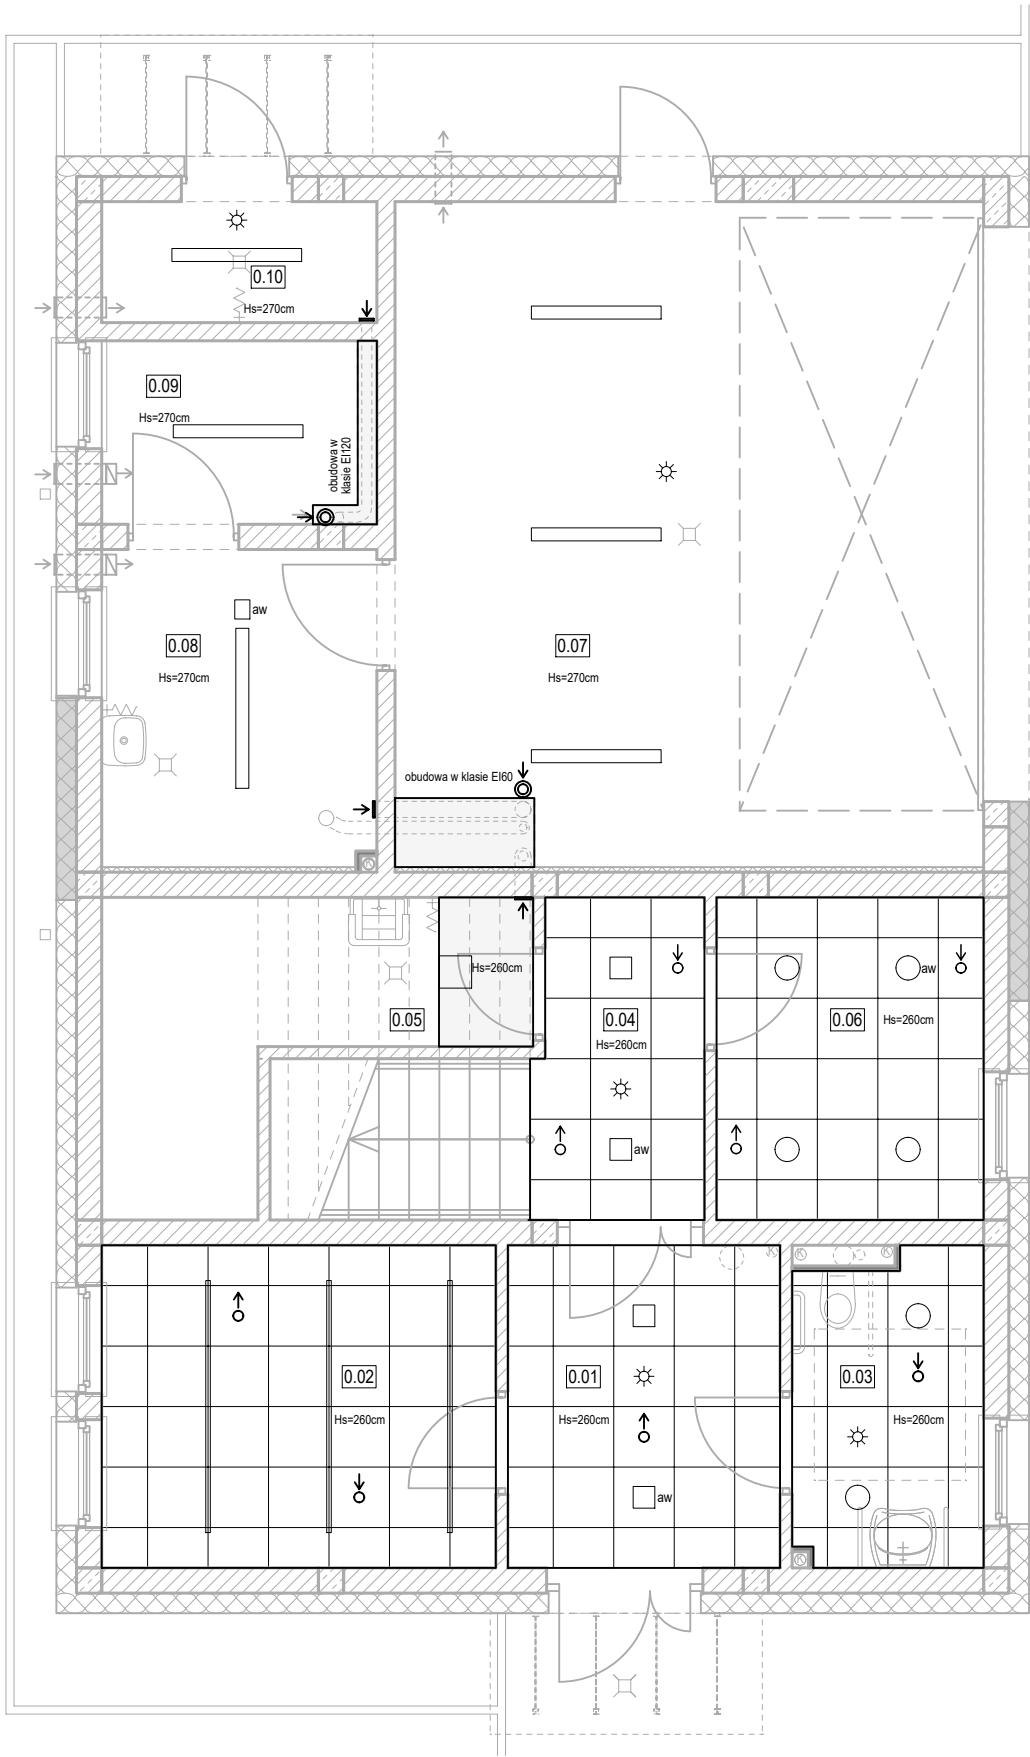 0.10
Hs=270cm
0.09
Hs=270cm
obudowa w
klasie EI120
aw
0.08
Hs=270cm
0.07
Hs=270cm
obudowa w klasie EI60
K
Hs=260cm
0.05
0.04
Hs=260cm
aw
0.06
Hs=260cm
aw
K
K
K
0.02
Hs=260cm
0.01
Hs=260cm
aw
0.03
Hs=260cm
K